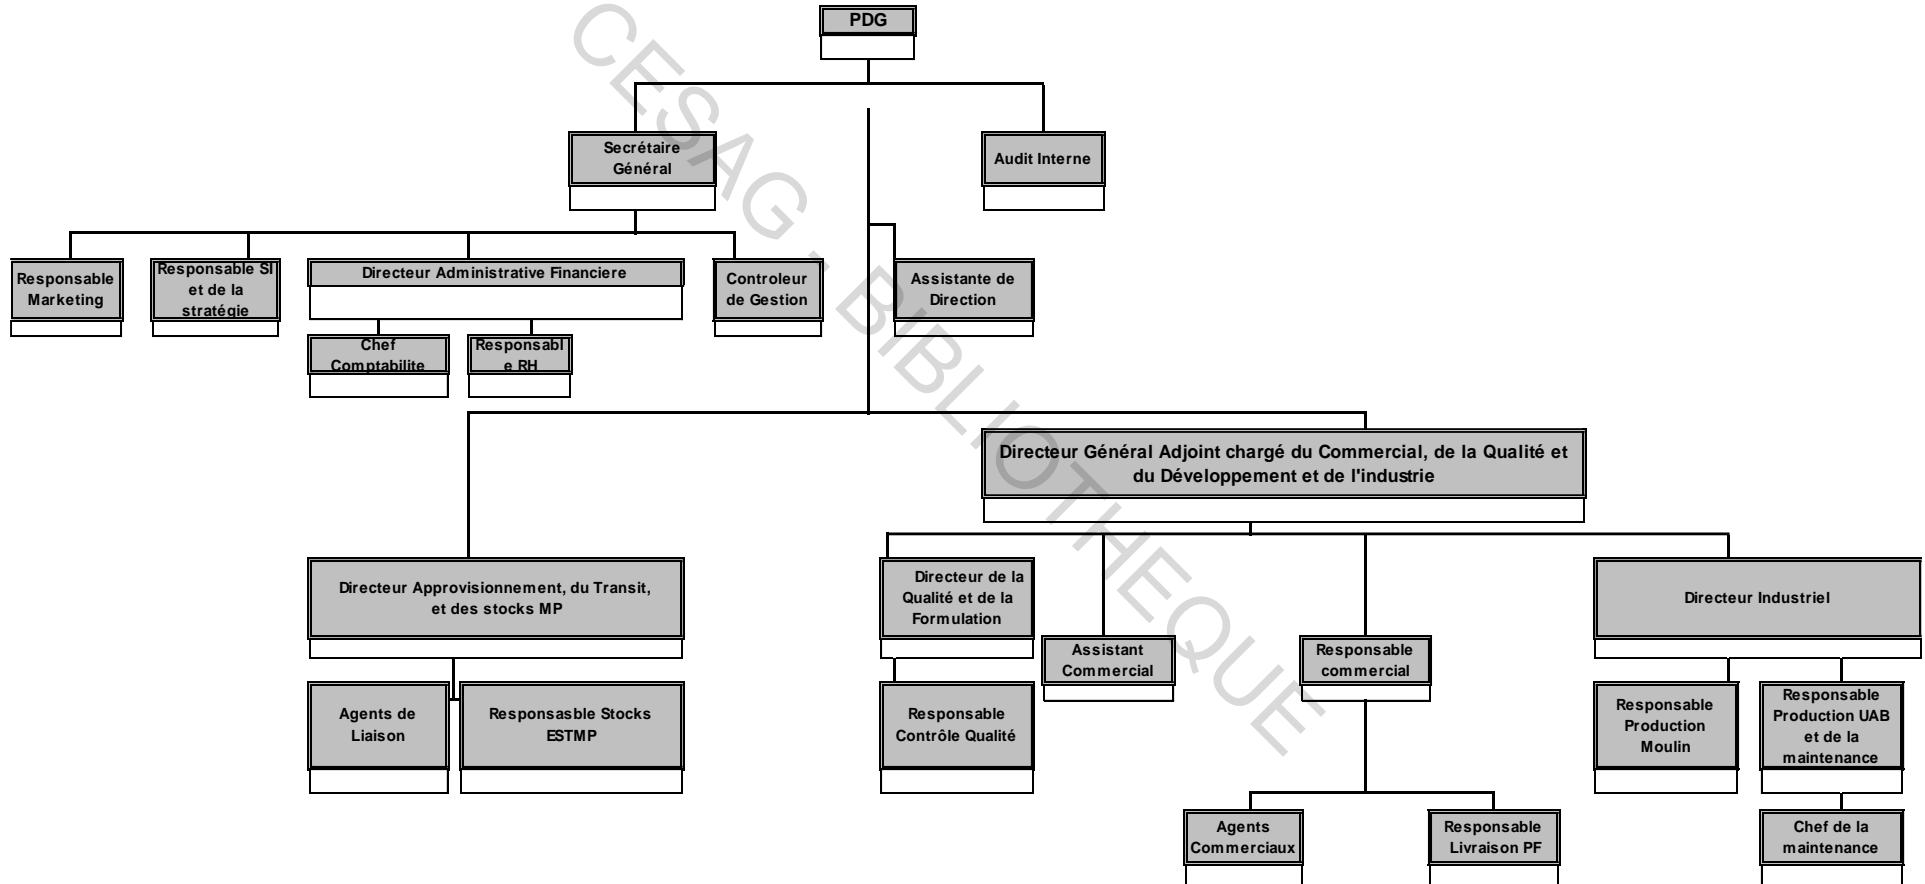 PDG
Secrétaire
Général
Audit Interne
Responsable
Marketing
Responsable SI
et de la
stratégie
Directeur Administrative Financiere
Controleur
de Gestion
Assistante de
Direction
Chef
Comptabilite
Responsabl
e RH
Directeur Général Adjoint chargé du Commercial, de la Qualité et
du Développement et de l'industrie
Directeur Approvisionnement, du Transit,
et des stocks MP
Directeur de la
Qualité et de la
Formulation
Assistant
Commercial
Responsable
commercial
Directeur Industriel
Agents de
Liaison
Responsasble Stocks
ESTMP
Responsable
Contrôle Qualité
Responsable
Production
Moulin
Responsable
Production UAB
et de la
maintenance
Agents
Commerciaux
Responsable
Livraison PF
Chef de la
maintenance
CESAG - BIBLIOTHEQUE